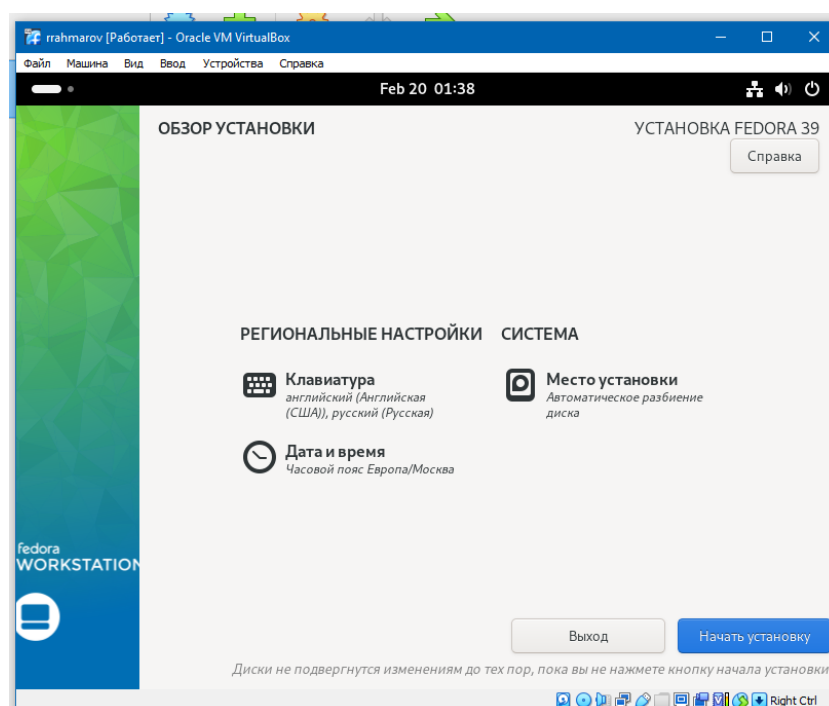 rrahmarov [Работает] - Oracle VM VirtualBox
Файл Машина Вид Ввод Устройства Справка
Feb 20 01:38
ОБЗОР УСТАНОВКИ
УСТАНОВКА FEDORA 39
Справка
РЕГИОНАЛЬНЫЕ НАСТРОЙКИ
Клавиатура
английский (Английская
(США)), русский (Русская)
Дата и время
Часовой пояс Европа/Москва
СИСТЕМА
Место установки
Автоматическое разбиение
диска
fedora
WORKSTATION
Выход
Начать установку
Диски не подвергнутся изменениям до тех пор, пока вы не нажмете кнопку начала установки
Right Ctrl